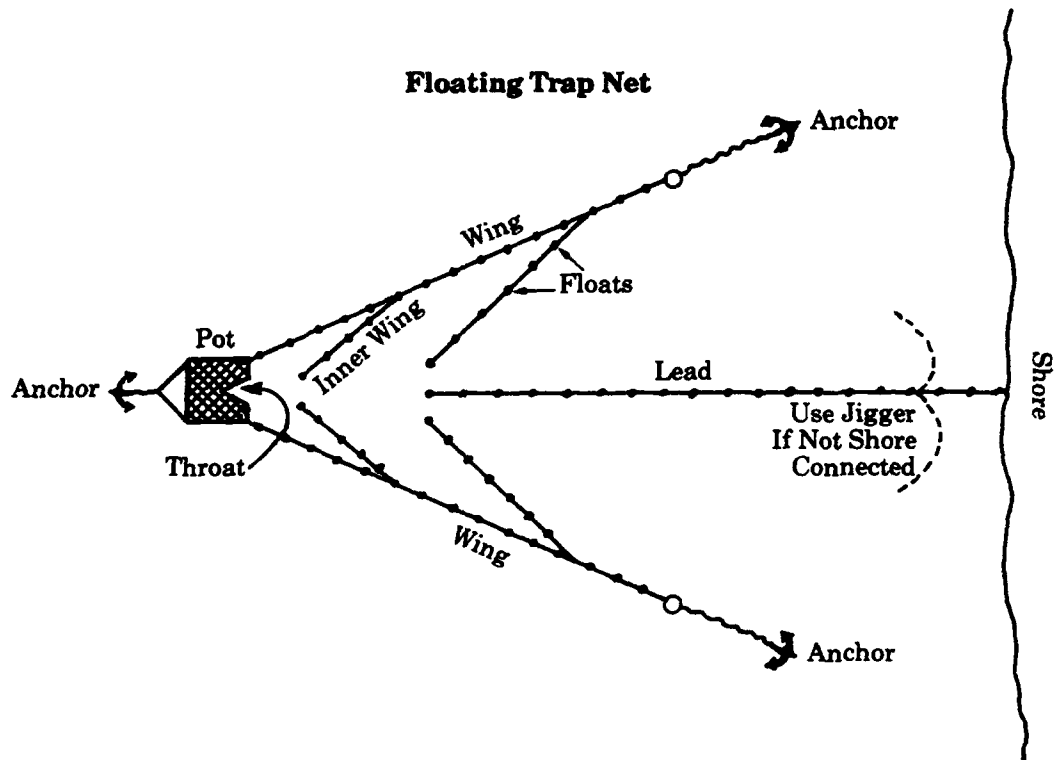 Floating Trap Net
Anchor
Wing
Floats
Pot
Inner Wing
Anchor
Lead
Shore
Use Jigger
If Not Shore
Connected
Throat
Wing
Anchor